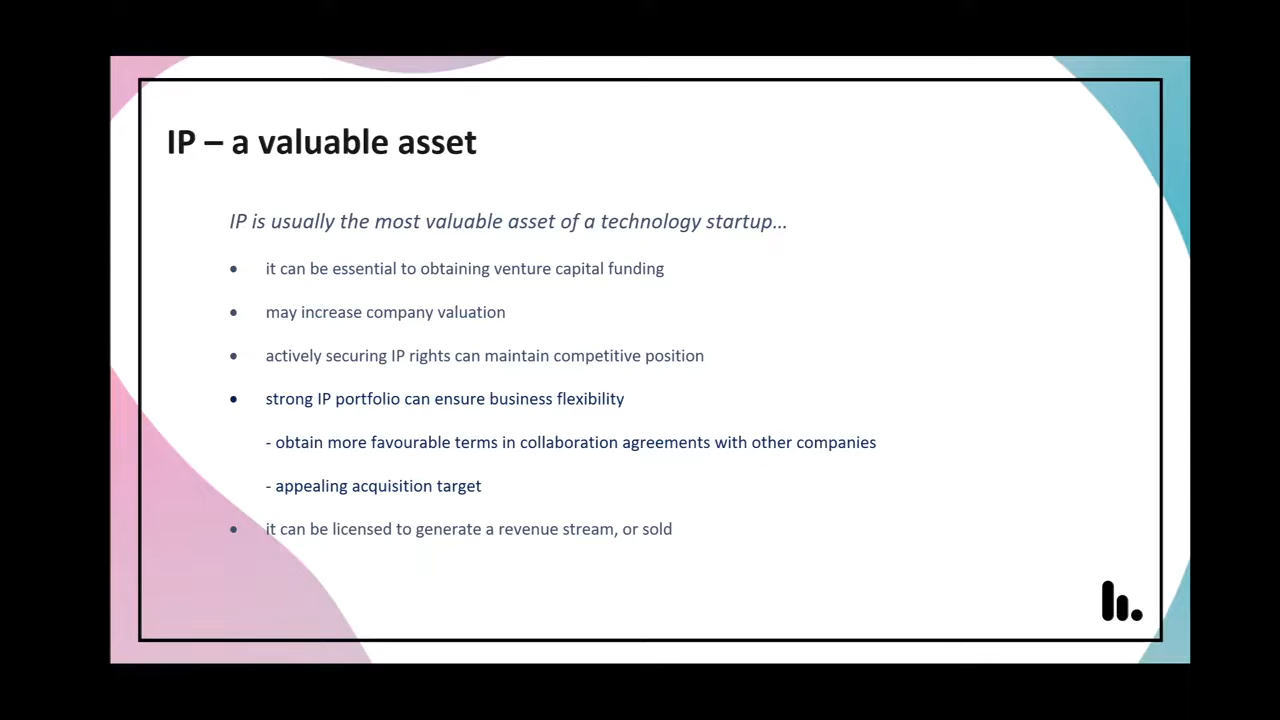 IP – a valuable asset
IP is usually the most valuable asset of a technology startup...
• it can be essential to obtaining venture capital funding
• may increase company valuation
• actively securing IP rights can maintain competitive position
• strong IP portfolio can ensure business flexibility
- obtain more favourable terms in collaboration agreements with other companies
- appealing acquisition target
• it can be licensed to generate a revenue stream, or sold